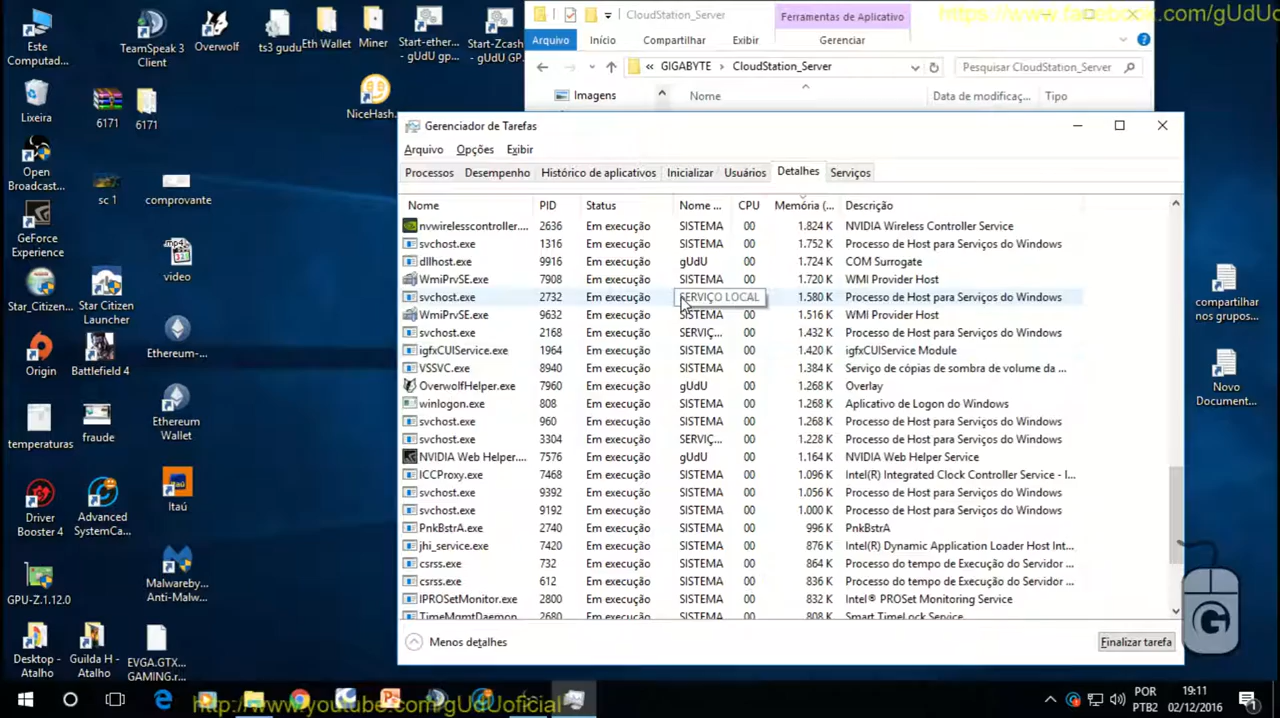 Este
Computad...
TeamSpeak 3
Client
Overwolf
ts3 gudu
Eth Wallet
Miner
Start-ether...
- gUdU gp...
Start-Zcash
- gUdU GP...
Lixeira
6171
6171
NiceHash...
Open
Broadcast...
sc 1
comprovante
GeForce
Experience
video
Star_Citizen...
Star Citizen
Launcher
Ethereum-...
Origin
Battlefield 4
temperaturas
fraude
Ethereum
Wallet
Driver
Booster 4
Advanced
SystemCa...
Itaú
GPU-Z.1.12.0
Malwareby...
Anti-Malw...
Desktop -
Atalho
Guilda H -
Atalho
EVGA.GTX...
GAMING.r...
compartilhar
nos grupos...
Novo
Document...
CloudStation_Server
Ferramentas de Aplicativo
Arquivo Início Compartilhar Exibir Gerenciar
« GIGABYTE > CloudStation_Server
Pesquisar CloudStation_Server
Imagens
Nome Data de modificaç... Tipo
Gerenciador de Tarefas
Arquivo Opções Exibir
Processos Desempenho Histórico de aplicativos Inicializar Usuários Detalhes Serviços
Nome PID Status Nome ... CPU Memória (... Descrição
nvwirelesscontroller.... 2636 Em execução SISTEMA 00 1.824 K NVIDIA Wireless Controller Service
svchost.exe 1316 Em execução SISTEMA 00 1.752 K Processo de Host para Serviços do Windows
dllhost.exe 9916 Em execução gUdU 00 1.724 K COM Surrogate
WmiPrvSE.exe 7908 Em execução SISTEMA 00 1.720 K WMI Provider Host
svchost.exe 2732 Em execução SERVIÇO LOCAL 1.580 K Processo de Host para Serviços do Windows
WmiPrvSE.exe 9632 Em execução SISTEMA 00 1.516 K WMI Provider Host
svchost.exe 2168 Em execução SERVIÇ... 00 1.432 K Processo de Host para Serviços do Windows
igfxCUIService.exe 1964 Em execução SISTEMA 00 1.420 K igfxCUIService Module
VSSVC.exe 8940 Em execução SISTEMA 00 1.384 K Serviço de cópias de sombra de volume da ...
OverwolfHelper.exe 7960 Em execução gUdU 00 1.268 K Overlay
winlogon.exe 808 Em execução SISTEMA 00 1.268 K Aplicativo de Logon do Windows
svchost.exe 960 Em execução SISTEMA 00 1.268 K Processo de Host para Serviços do Windows
svchost.exe 3304 Em execução SERVIÇ... 00 1.228 K Processo de Host para Serviços do Windows
NVIDIA Web Helper.... 7576 Em execução gUdU 00 1.164 K NVIDIA Web Helper Service
ICCProxy.exe 7468 Em execução SISTEMA 00 1.096 K Intel(R) Integrated Clock Controller Service - I...
svchost.exe 9392 Em execução SISTEMA 00 1.056 K Processo de Host para Serviços do Windows
svchost.exe 9192 Em execução SISTEMA 00 1.000 K Processo de Host para Serviços do Windows
PnkBstrA.exe 2740 Em execução SISTEMA 00 996 K PnkBstrA
jhi_service.exe 7420 Em execução SISTEMA 00 876 K Intel(R) Dynamic Application Loader Host Int...
csrss.exe 732 Em execução SISTEMA 00 864 K Processo do tempo de Execução do Servidor ...
csrss.exe 612 Em execução SISTEMA 00 836 K Processo do tempo de Execução do Servidor ...
IPROSetMonitor.exe 2800 Em execução SISTEMA 00 832 K Intel® PROSet Monitoring Service
TimeMgmtDaemon... 2680 Em execução SISTEMA 00 808 K Smart TimeLock Service
Menos detalhes
Finalizar tarefa
http://www.youtube.com/gUdUoficial
POR
PTB2
19:11
02/12/2016
1
G